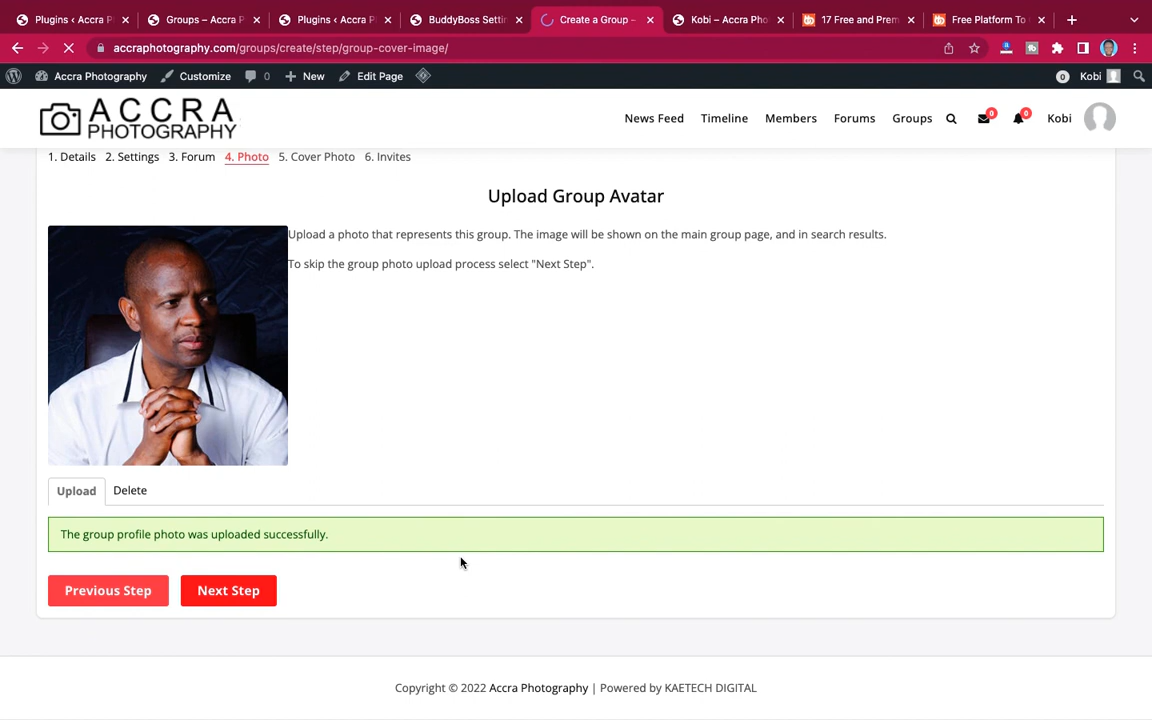 Plugins ‹ Accra P
Groups – Accra P
Plugins ‹ Accra P
BuddyBoss Settin
Create a Group –
Kobi – Accra Pho
17 Free and Prem
Free Platform To
accraphotography.com/groups/create/step/group-cover-image/
Accra Photography
Customize
0
New
Edit Page
0
Kobi
ACCRA
PHOTOGRAPHY
News Feed
Timeline
Members
Forums
Groups
0
0
Kobi
1. Details
2. Settings
3. Forum
4. Photo
5. Cover Photo
6. Invites
Upload Group Avatar
Upload a photo that represents this group. The image will be shown on the main group page, and in search results.
To skip the group photo upload process select "Next Step".
Upload
Delete
The group profile photo was uploaded successfully.
Previous Step
Next Step
Copyright © 2022 Accra Photography | Powered by KAETECH DIGITAL